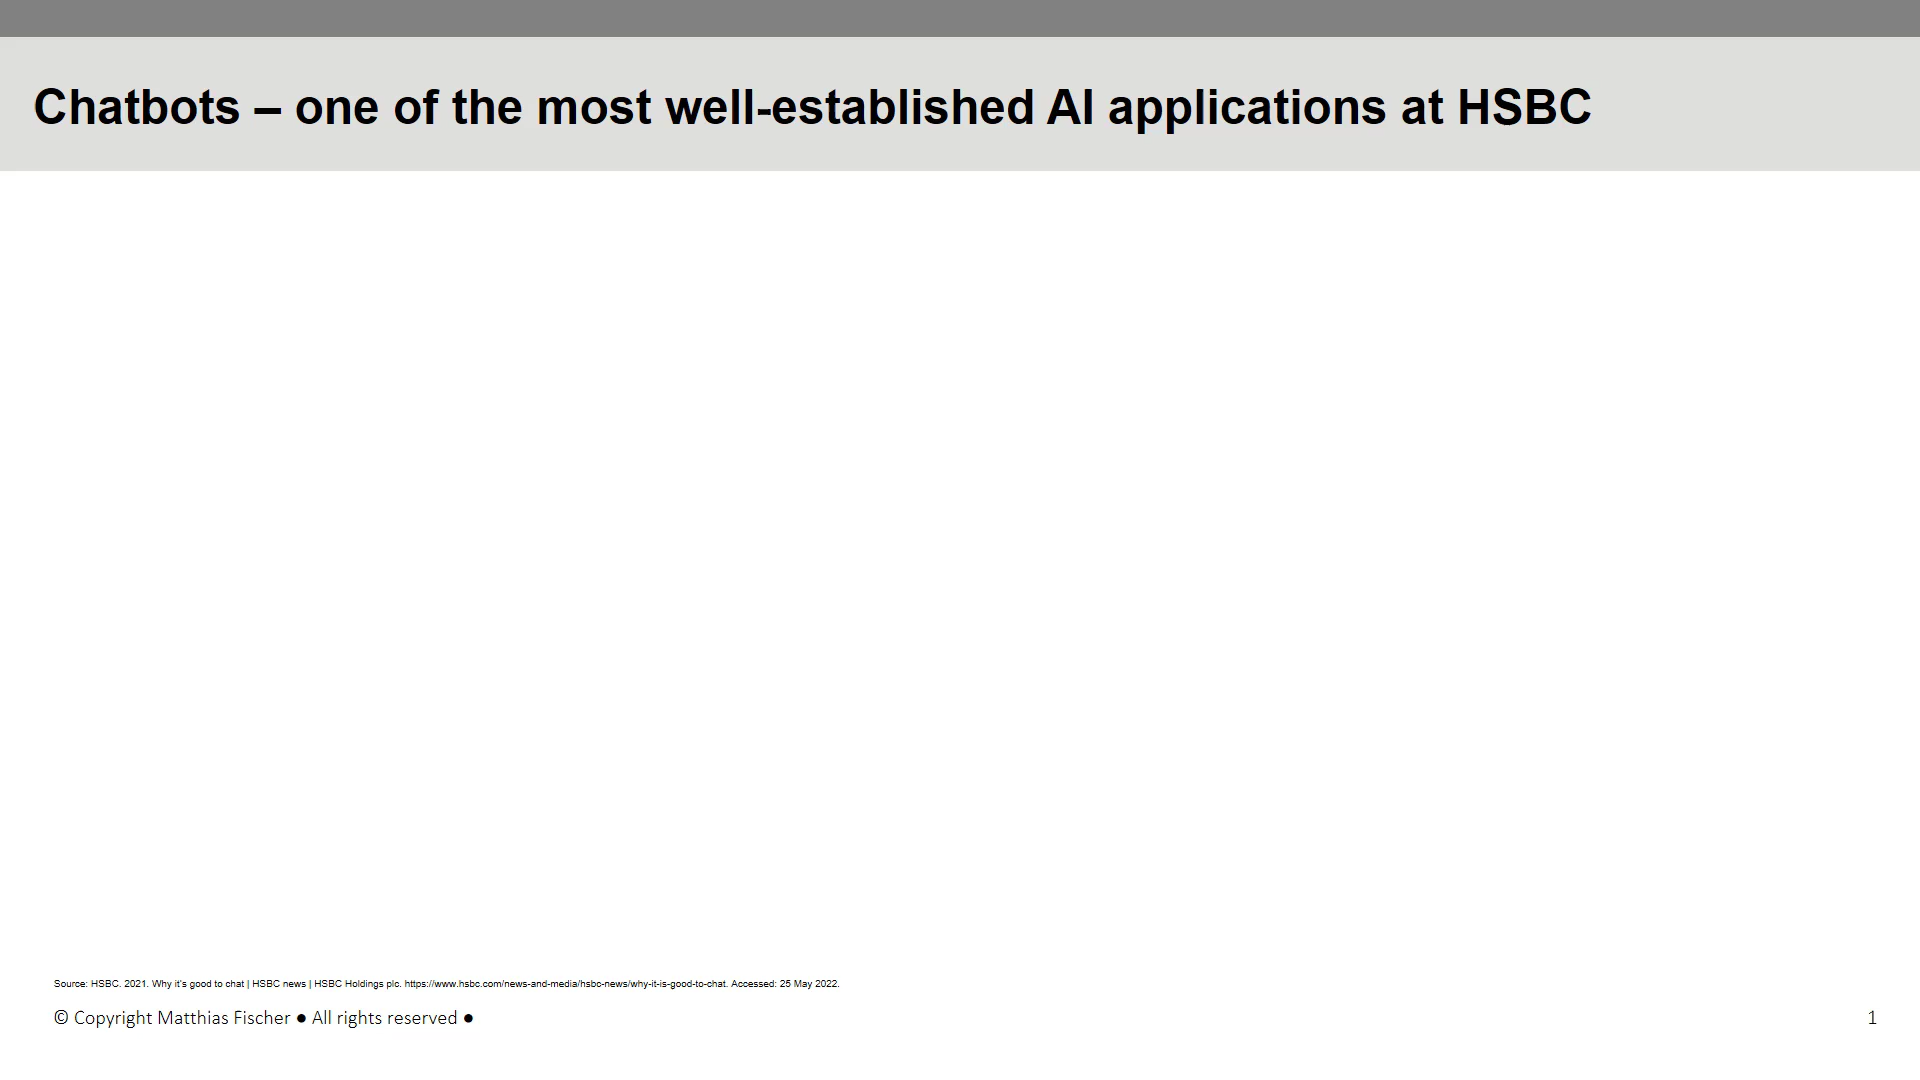 Chatbots – one of the most well-established AI applications at HSBC
Source: HSBC. 2021. Why it's good to chat | HSBC news | HSBC Holdings plc. https://www.hsbc.com/news-and-media/hsbc-news/why-it-is-good-to-chat. Accessed: 25 May 2022.
© Copyright Matthias Fischer ● All rights reserved ●
1